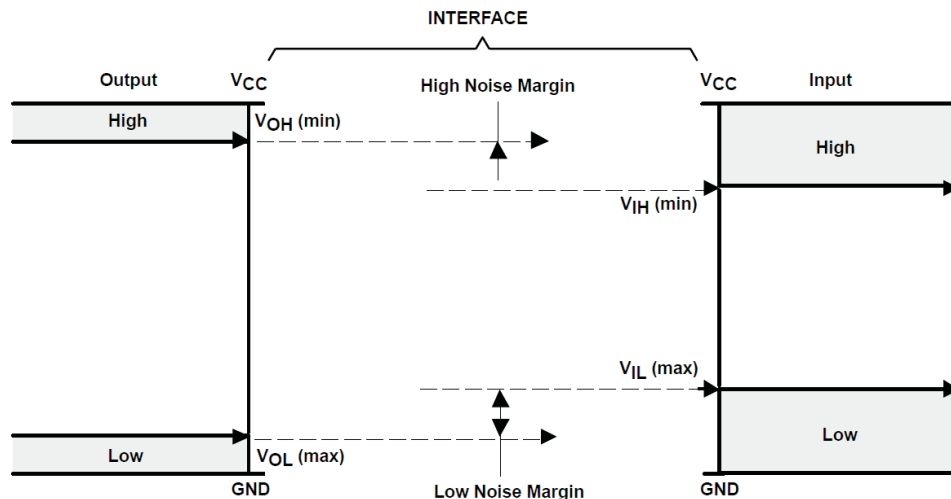 INTERFACE
Output
VCC
High Noise Margin
VCC
Input
High
VOH (min)
High
VIH (min)
VIL (max)
Low
VOL (max)
Low
GND
Low Noise Margin
GND